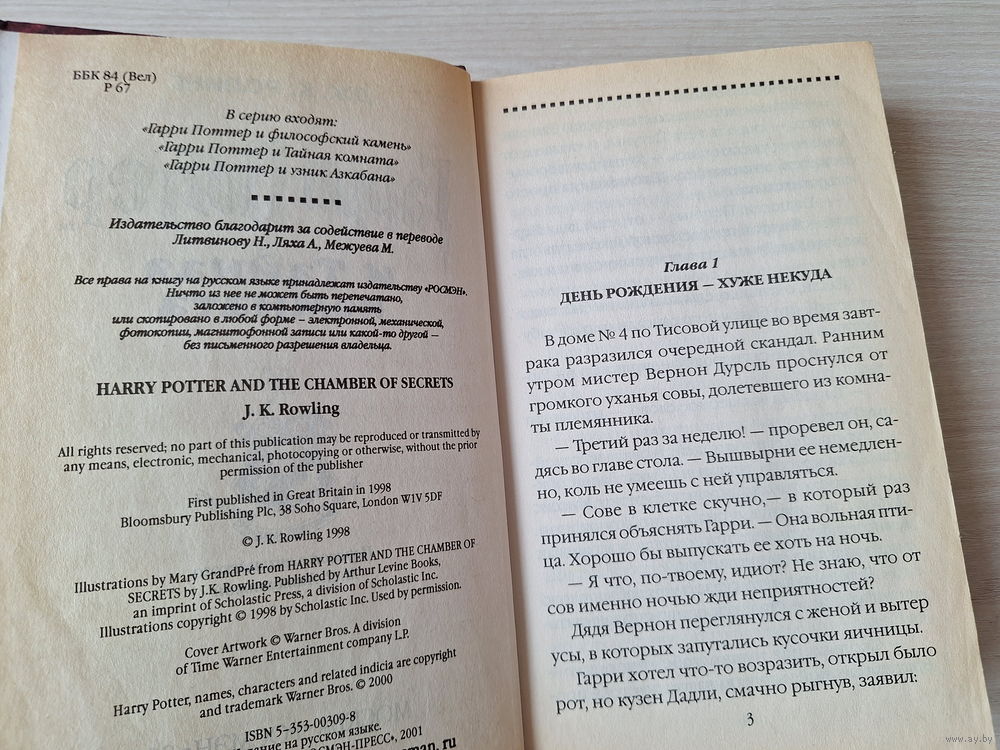 ББК 84 (Вел)
Р 67
В серию входят:
«Гарри Поттер и философский камень»
«Гарри Поттер и Тайная комната»
«Гарри Поттер и узник Азкабана»
Издательство благодарит за содействие в переводе
Литвинову Н., Ляха А., Межуева М.
Все права на книгу на русском языке принадлежат издательству «РОСМЭН».
Ничто из нее не может быть перепечатано,
заложено в компьютерную память
или скопировано в любой форме – электронной, механической,
фотокопии, магнитофонной записи или какой-то другой –
без письменного разрешения владельца.
HARRY POTTER AND THE CHAMBER OF SECRETS
J. K. Rowling
All rights reserved; no part of this publication may be reproduced or transmitted by
any means, electronic, mechanical, photocopying or otherwise, without the prior
permission of the publisher
First published in Great Britain in 1998
Bloomsbury Publishing Plc, 38 Soho Square, London W1V 5DF
© J. K. Rowling 1998
Illustrations by Mary GrandPré from HARRY POTTER AND THE CHAMBER OF
SECRETS by J.K. Rowling. Published by Arthur Levine Books,
an imprint of Scholastic Press, a division of Scholastic Inc.
Illustrations copyright © 1998 by Scholastic Inc. Used by permission.
Cover Artwork © Warner Bros. A division
of Time Warner Entertainment company L.P.
Harry Potter, names, characters and related indicia are copyright
and trademark Warner Bros. © 2000
ISBN 5–353-00309-8
на русском языке.
«РОСМЭН-ПРЕСС», 2001
Глава 1
ДЕНЬ РОЖДЕНИЯ — ХУЖЕ НЕКУДА
В доме № 4 по Тисовой улице во время завт-
рака разразился очередной скандал. Ранним
утром мистер Вернон Дурсль проснулся от
громкого уханья совы, долетевшего из комна-
ты племянника.
— Третий раз за неделю! — проревел он, са-
дясь во главе стола. — Вышвырни ее немедлен-
но, коль не умеешь с ней управляться.
— Сове в клетке скучно,— в который раз
принялся объяснять Гарри. — Она вольная пти-
ца. Хорошо бы выпускать ее хоть на ночь.
— Я что, по-твоему, идиот? Не знаю, что от
сов именно ночью жди неприятностей?
Дядя Вернон переглянулся с женой и вытер
усы, в которых запутались кусочки яичницы.
Гарри хотел что-то возразить, открыл было
рот, но кузен Дадли, смачно рыгнув, заявил:
3
www.ay.by